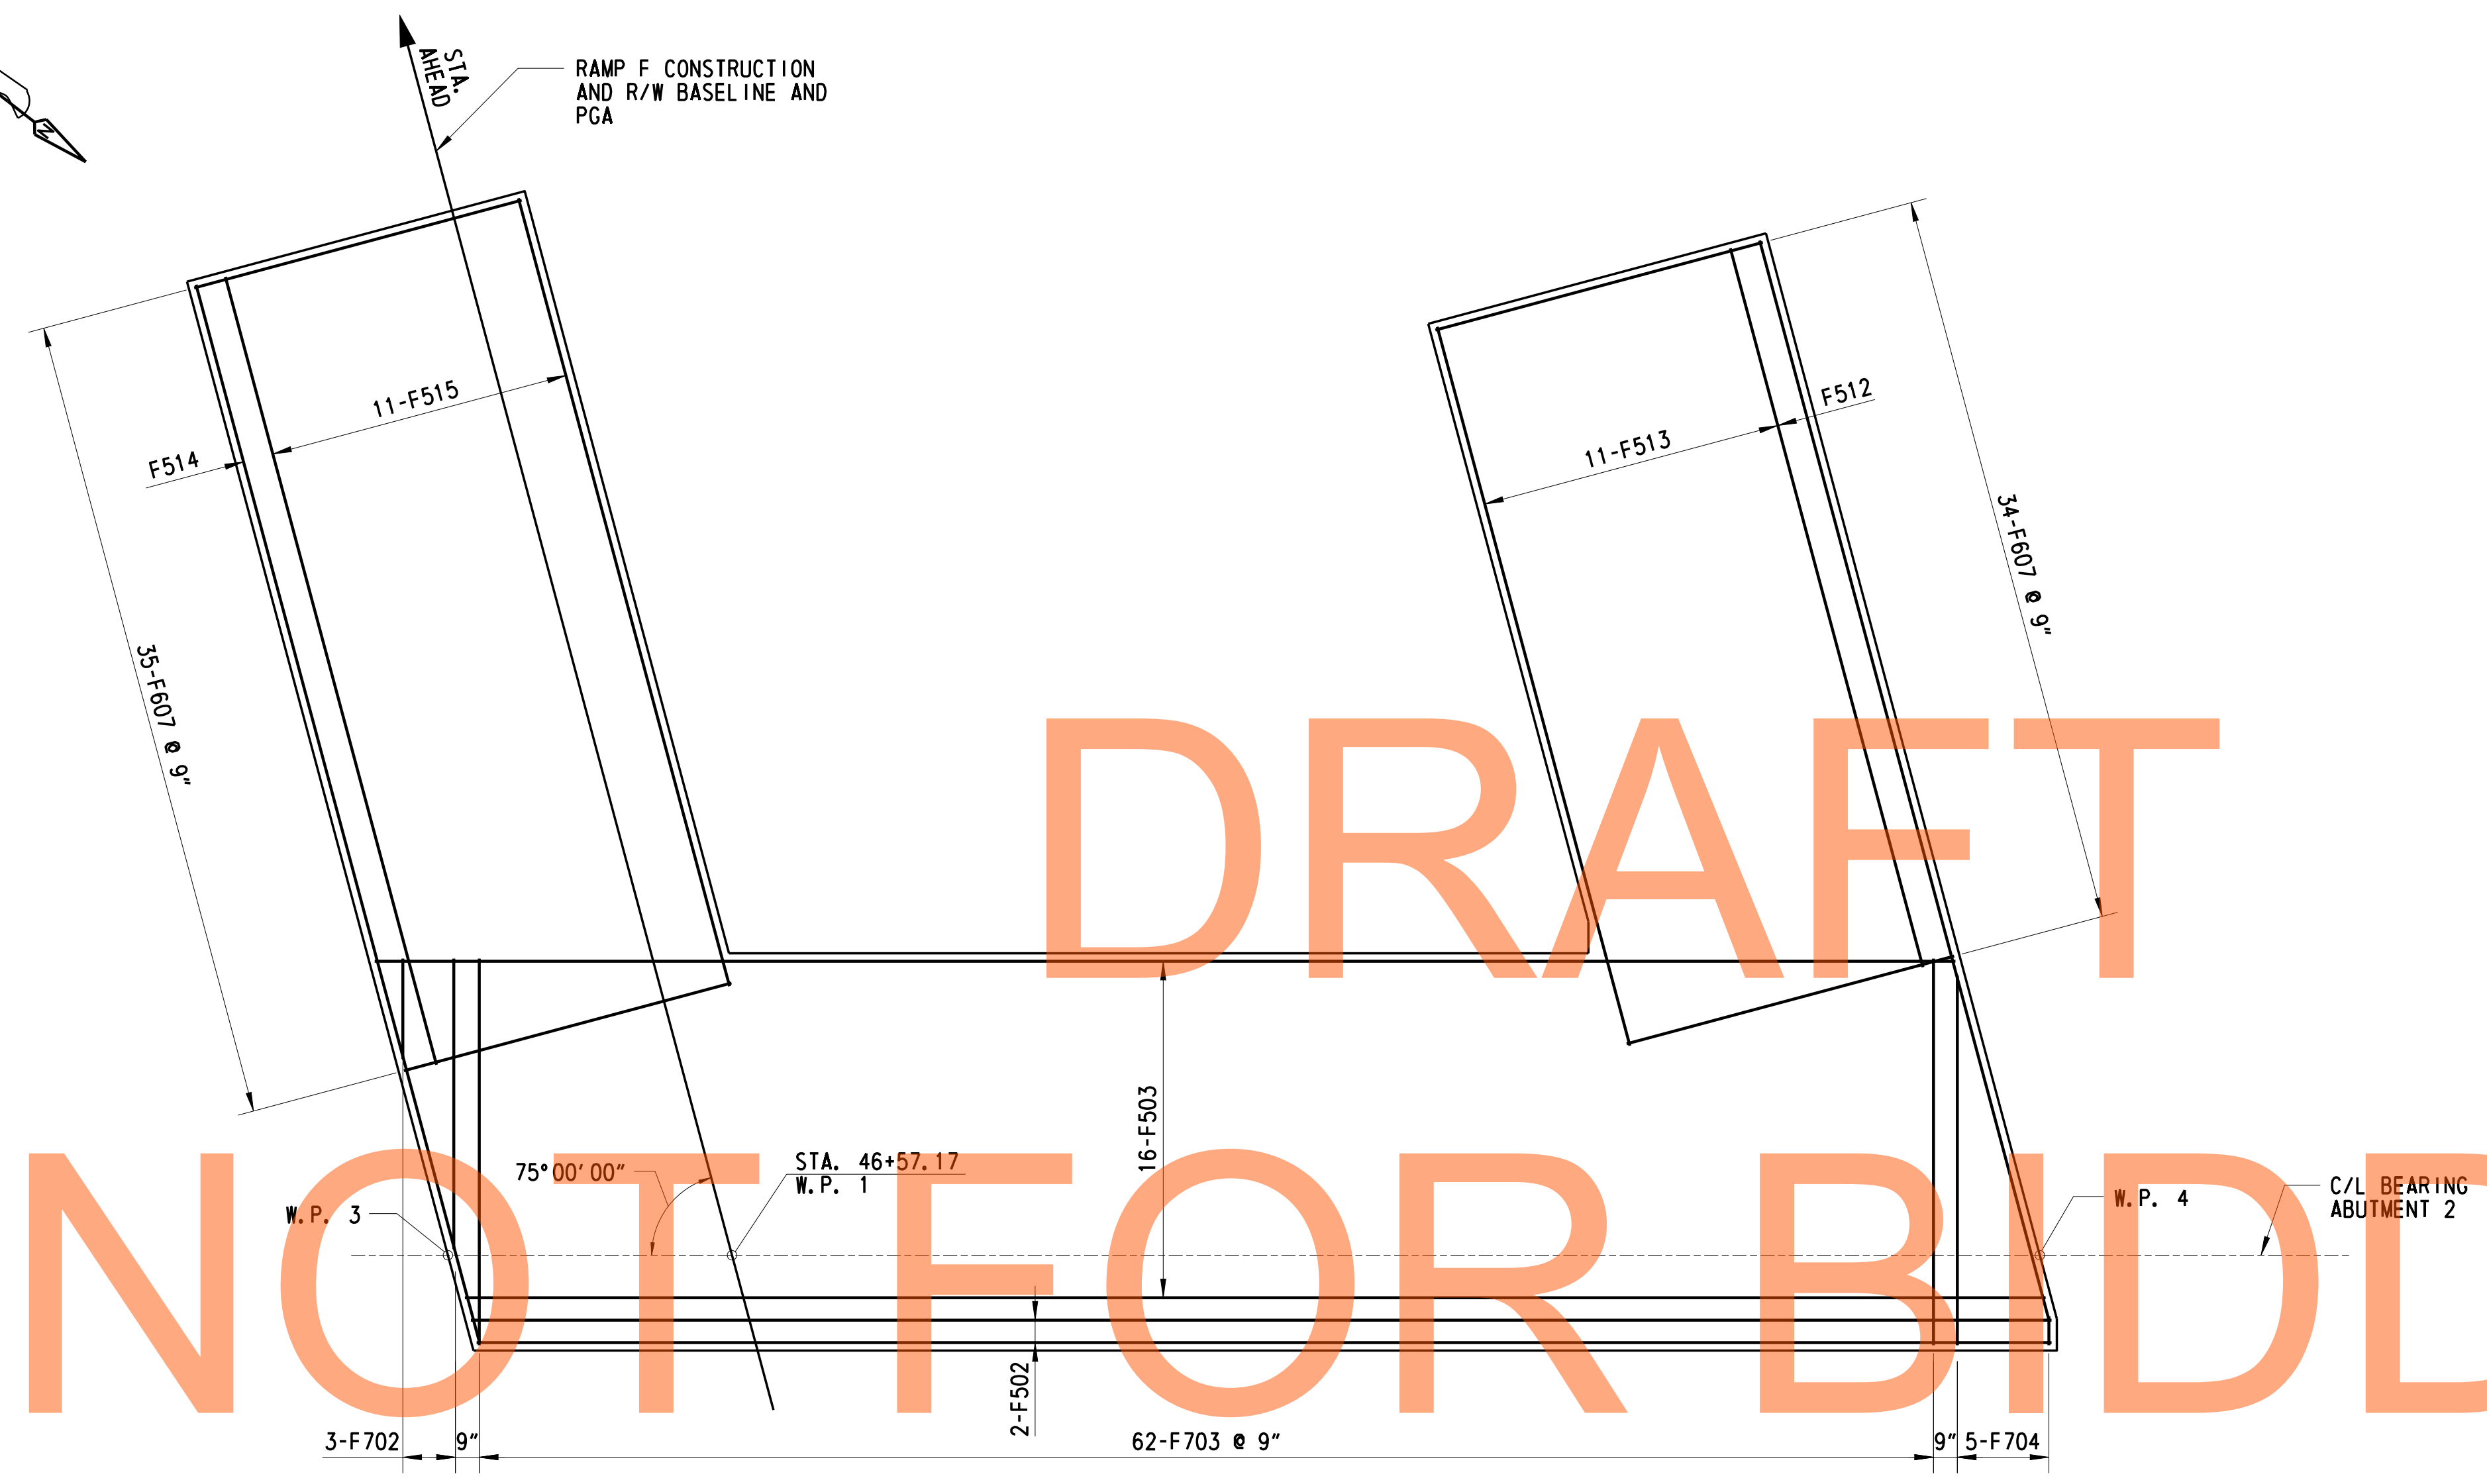 STA.
AHEAD
RAMP F CONSTRUCTION
AND R/W BASELINE AND
PGA
N
11-F515
F514
F512
11-F513
34-F607 @ 9"
35-F607 @ 9"
DRAFT
16-F503
75°00'00"
STA. 46+57.17
W.P. 1
W.P. 3
W.P. 4
C/L BEARING
ABUTMENT 2
NOT FOR BID
2-F502
3-F702
9"
62-F703 @ 9"
9"
5-F704